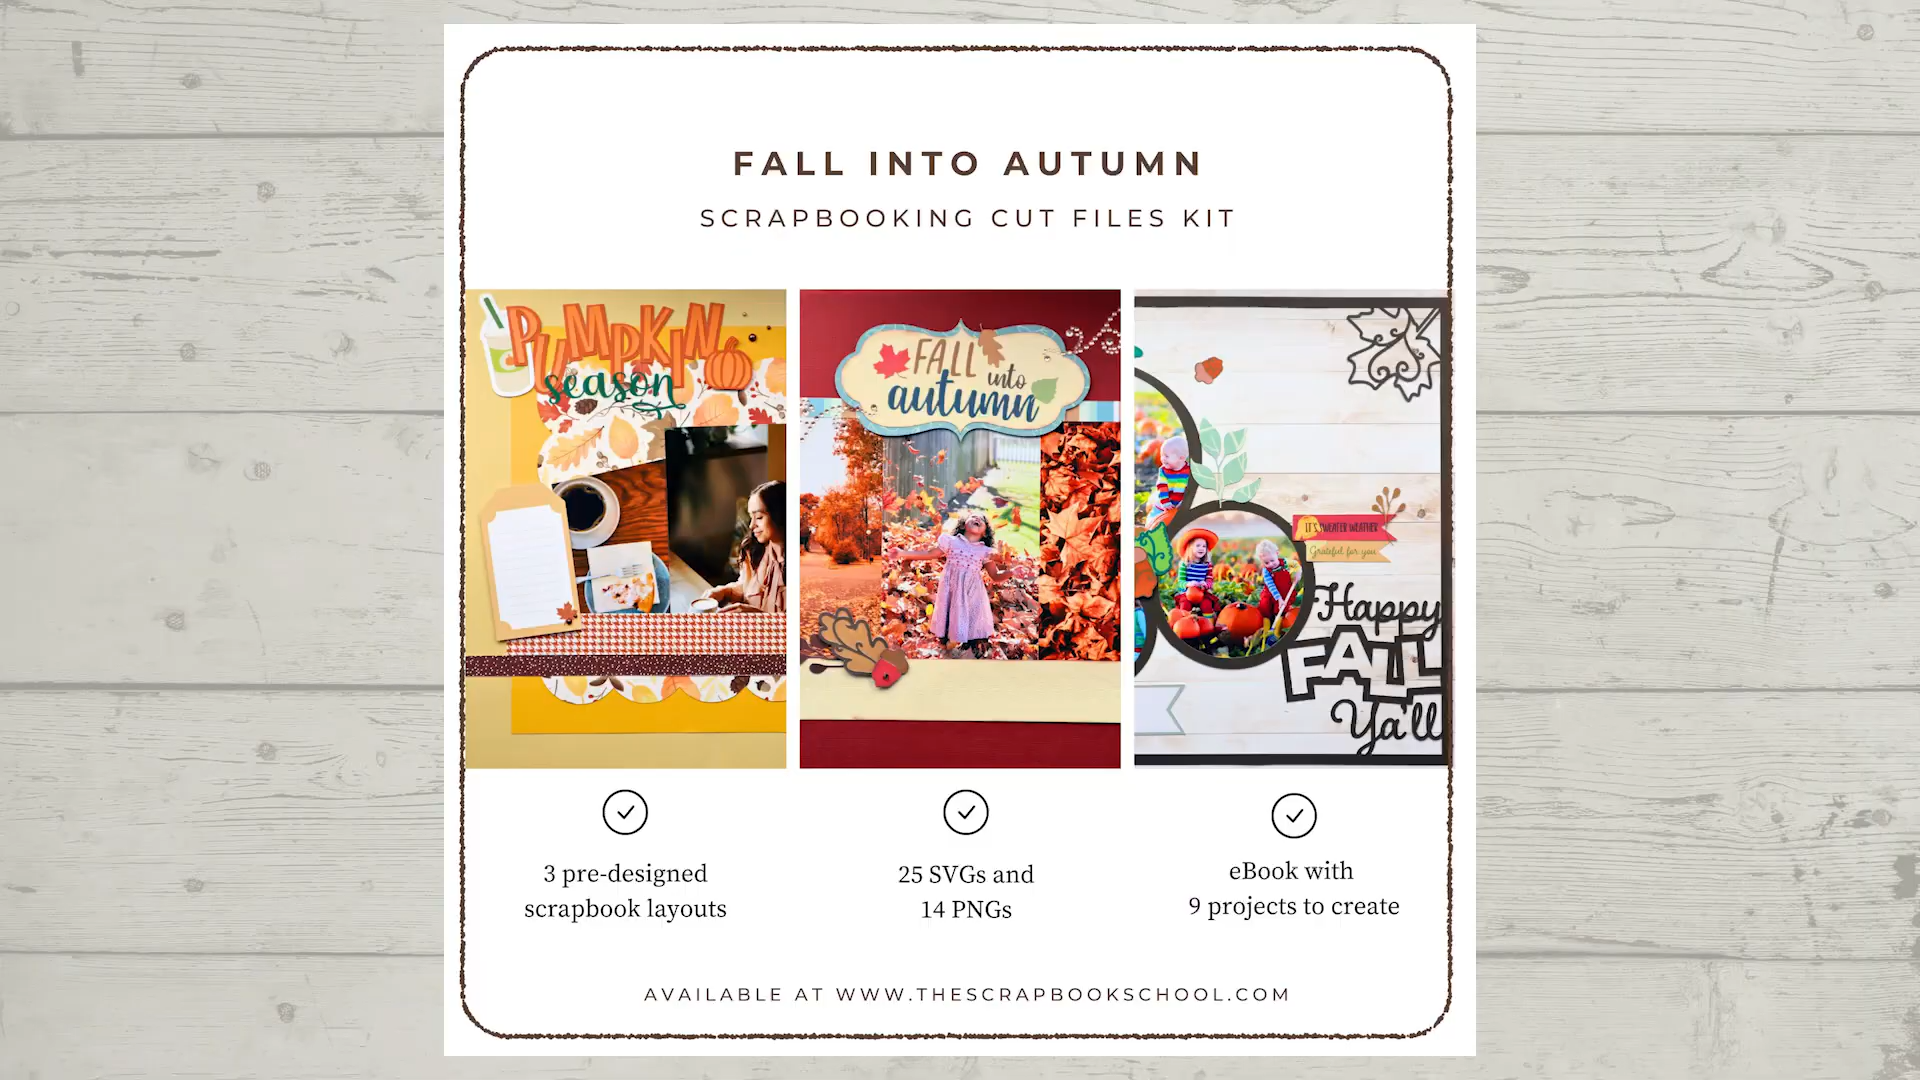 FALL INTO AUTUMN
SCRAPBOOKING CUT FILES KIT
PUMPKIN
season
FALL
into
autumn
IT'S SWEATER WEATHER
Grateful for you
Happy
FALL
Ya'll
3 pre-designed
scrapbook layouts
25 SVGs and
14 PNGs
eBook with
9 projects to create
AVAILABLE AT WWW.THESCRAPBOOKSCHOOL.COM